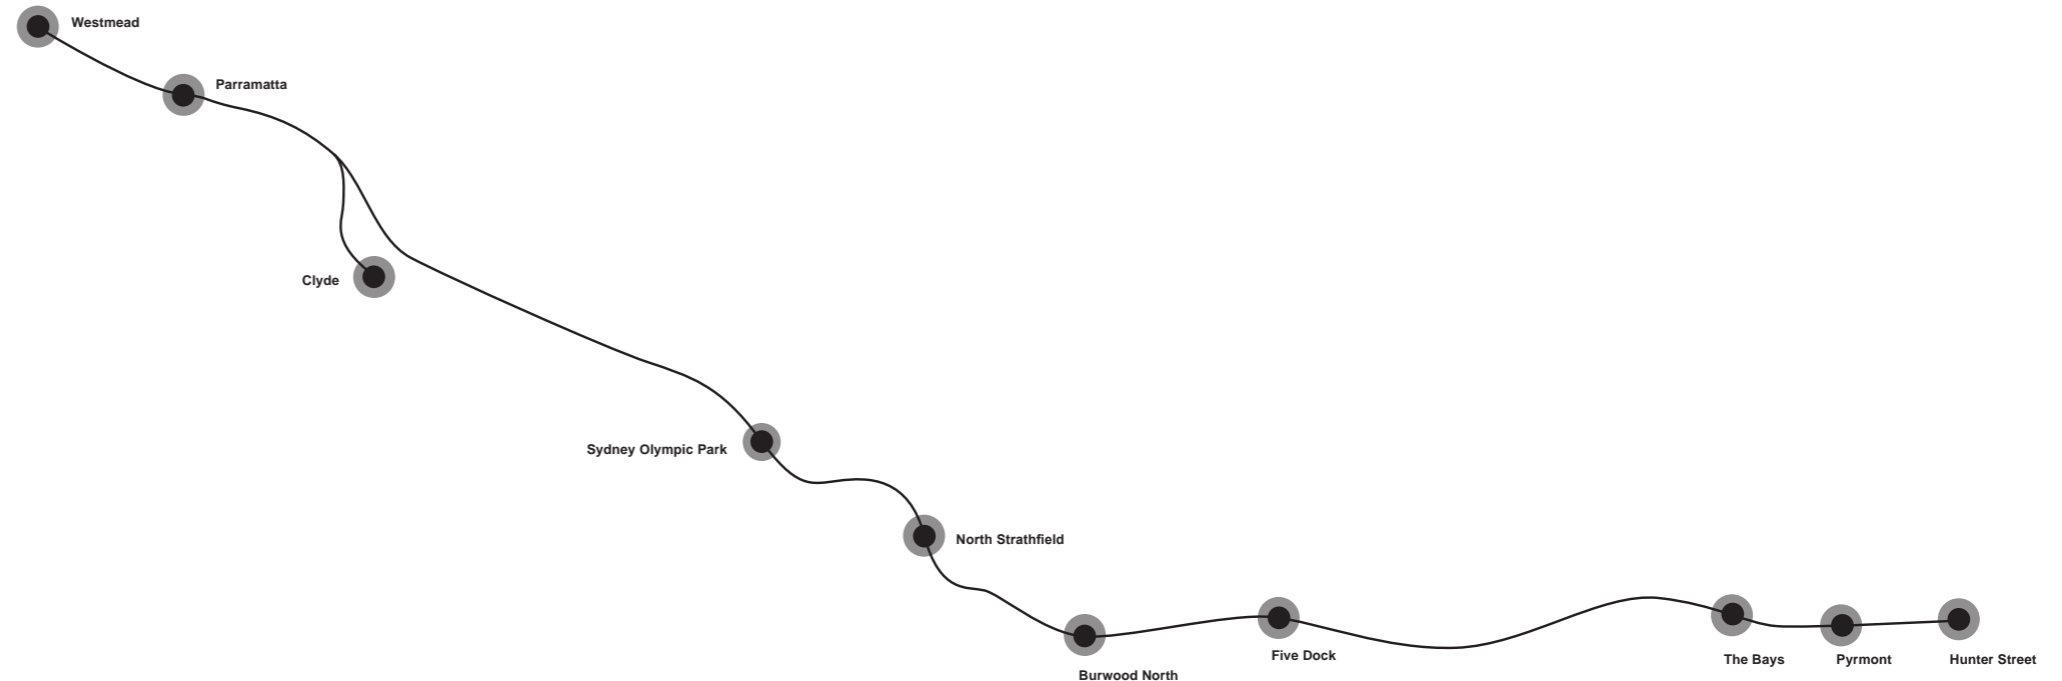 Westmead
Parramatta
Clyde
Sydney Olympic Park
North Strathfield
Burwood North
Five Dock
The Bays
Pyrmont
Hunter Street